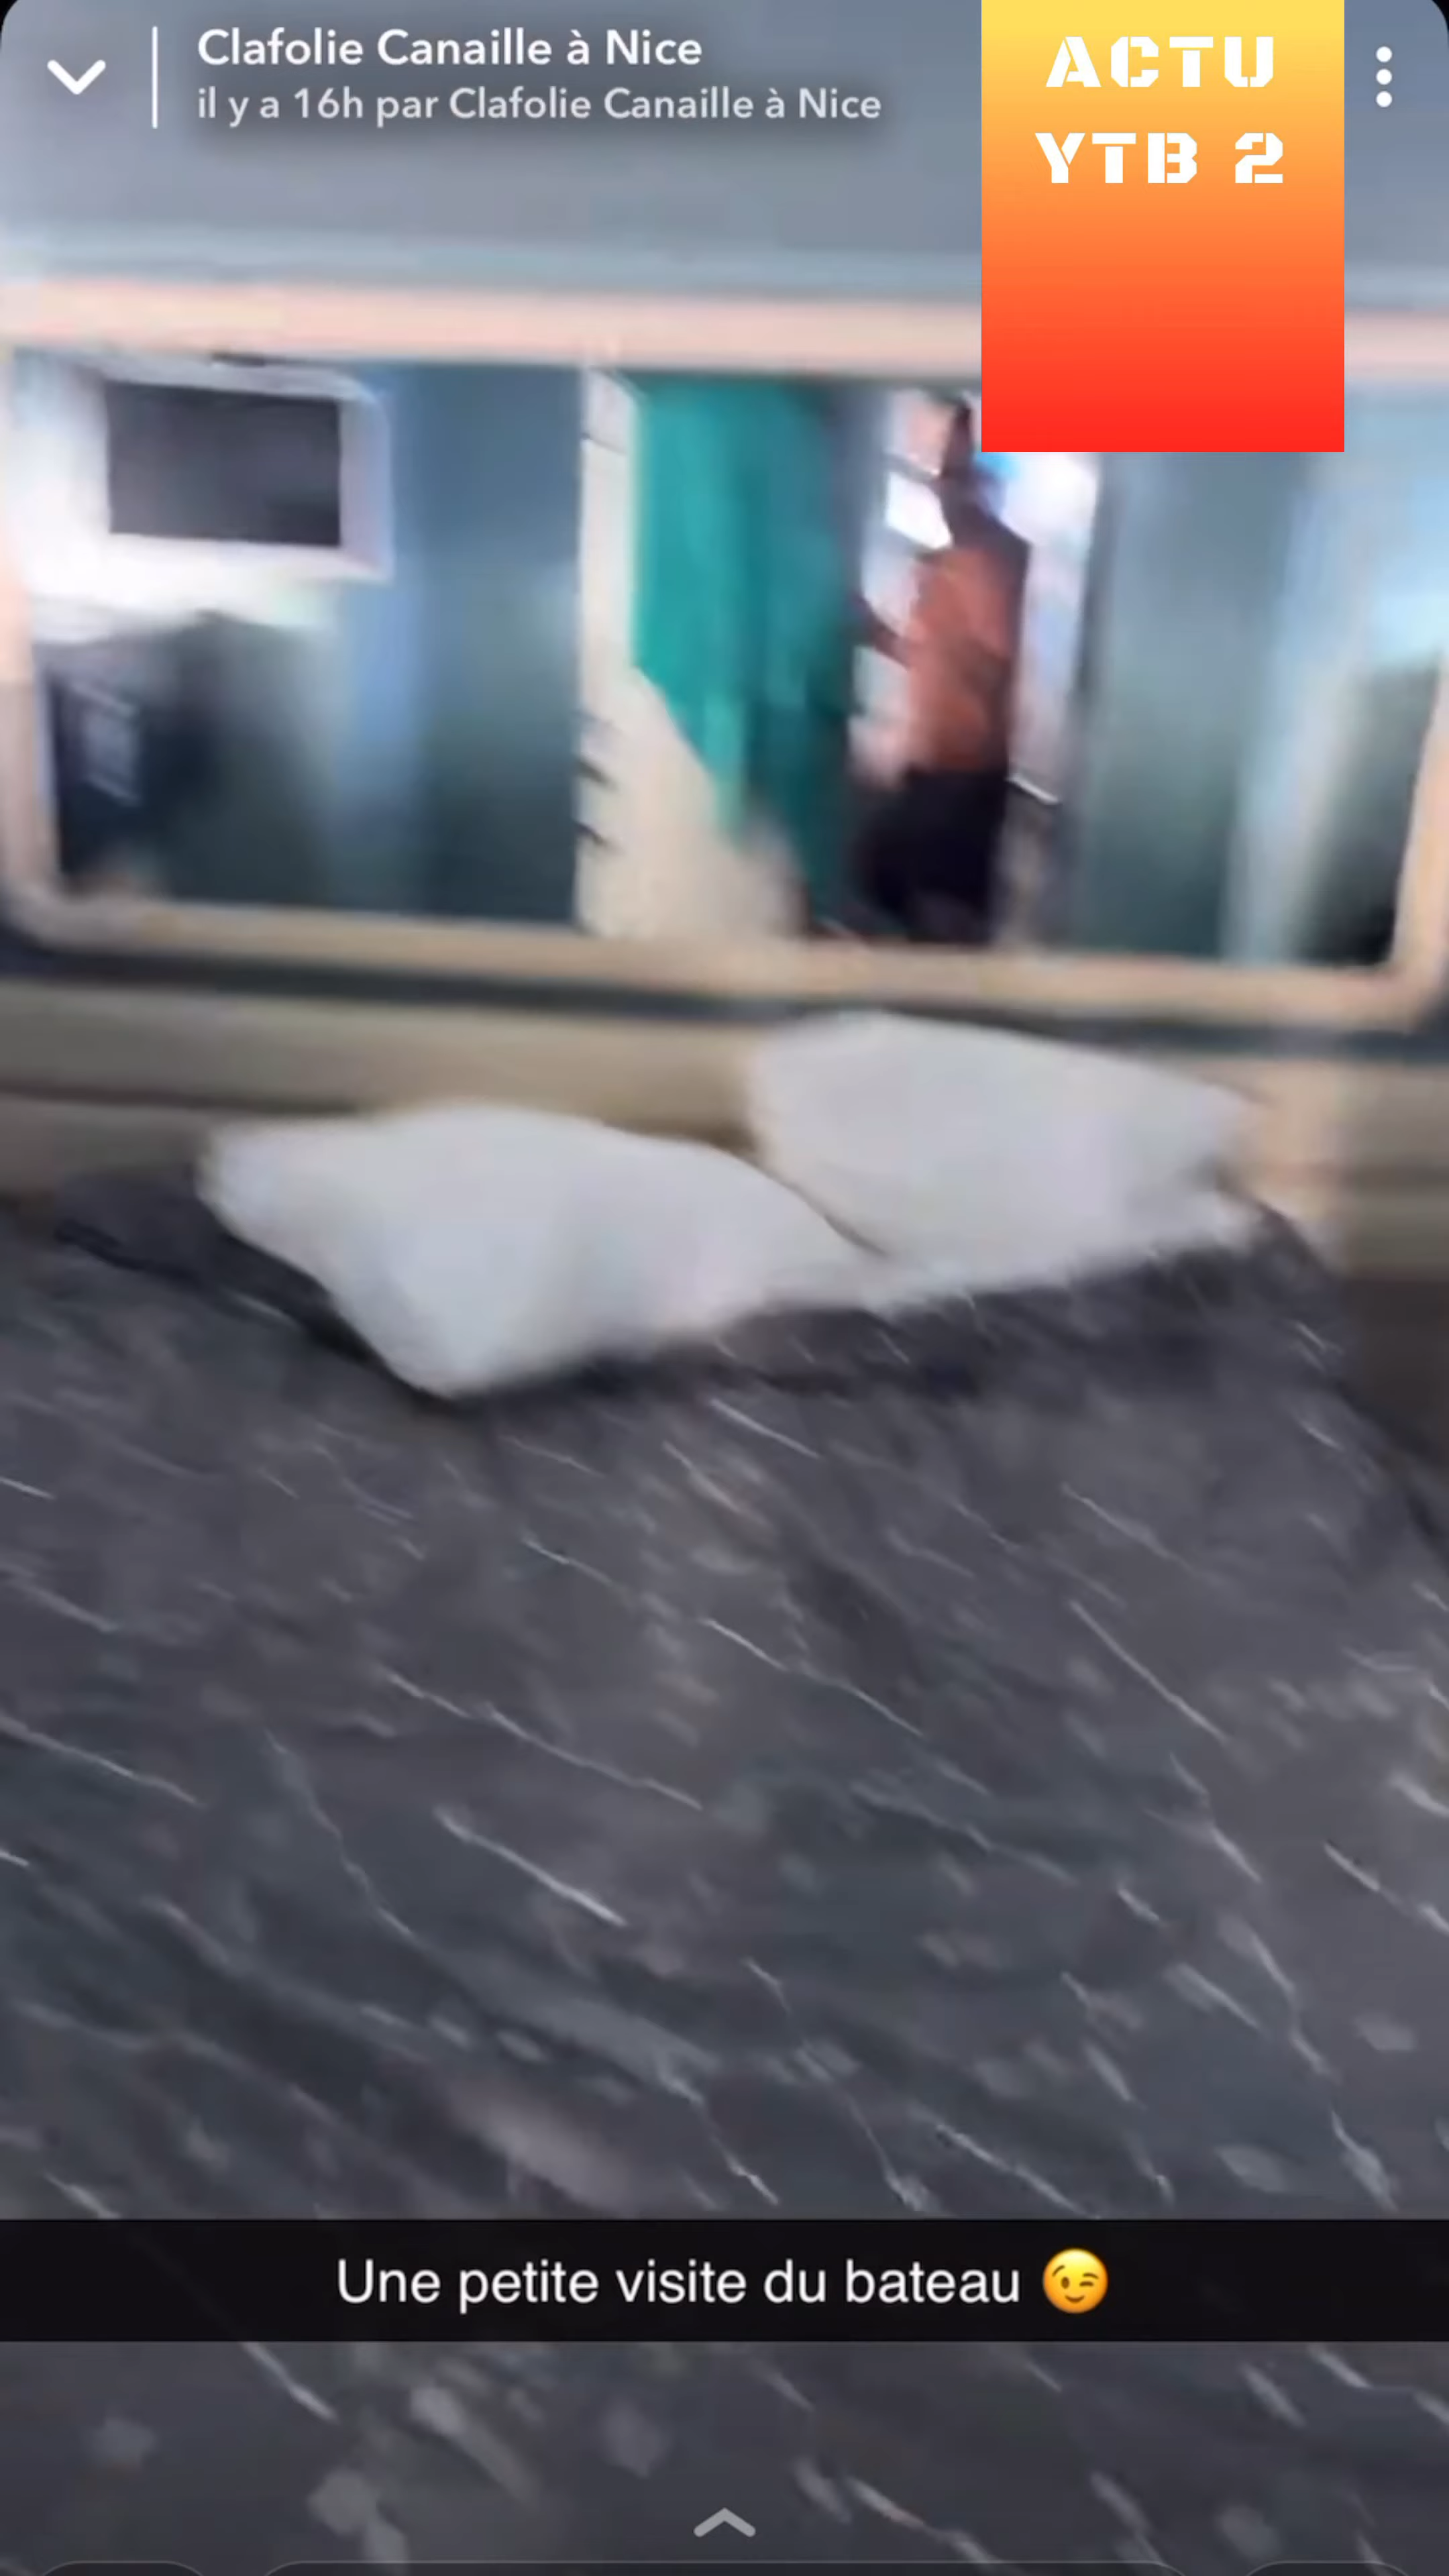 Clafolie Canaille à Nice
il y a 16h par Clafolie Canaille à Nice
ACTU
YTB 2
Une petite visite du bateau 😉